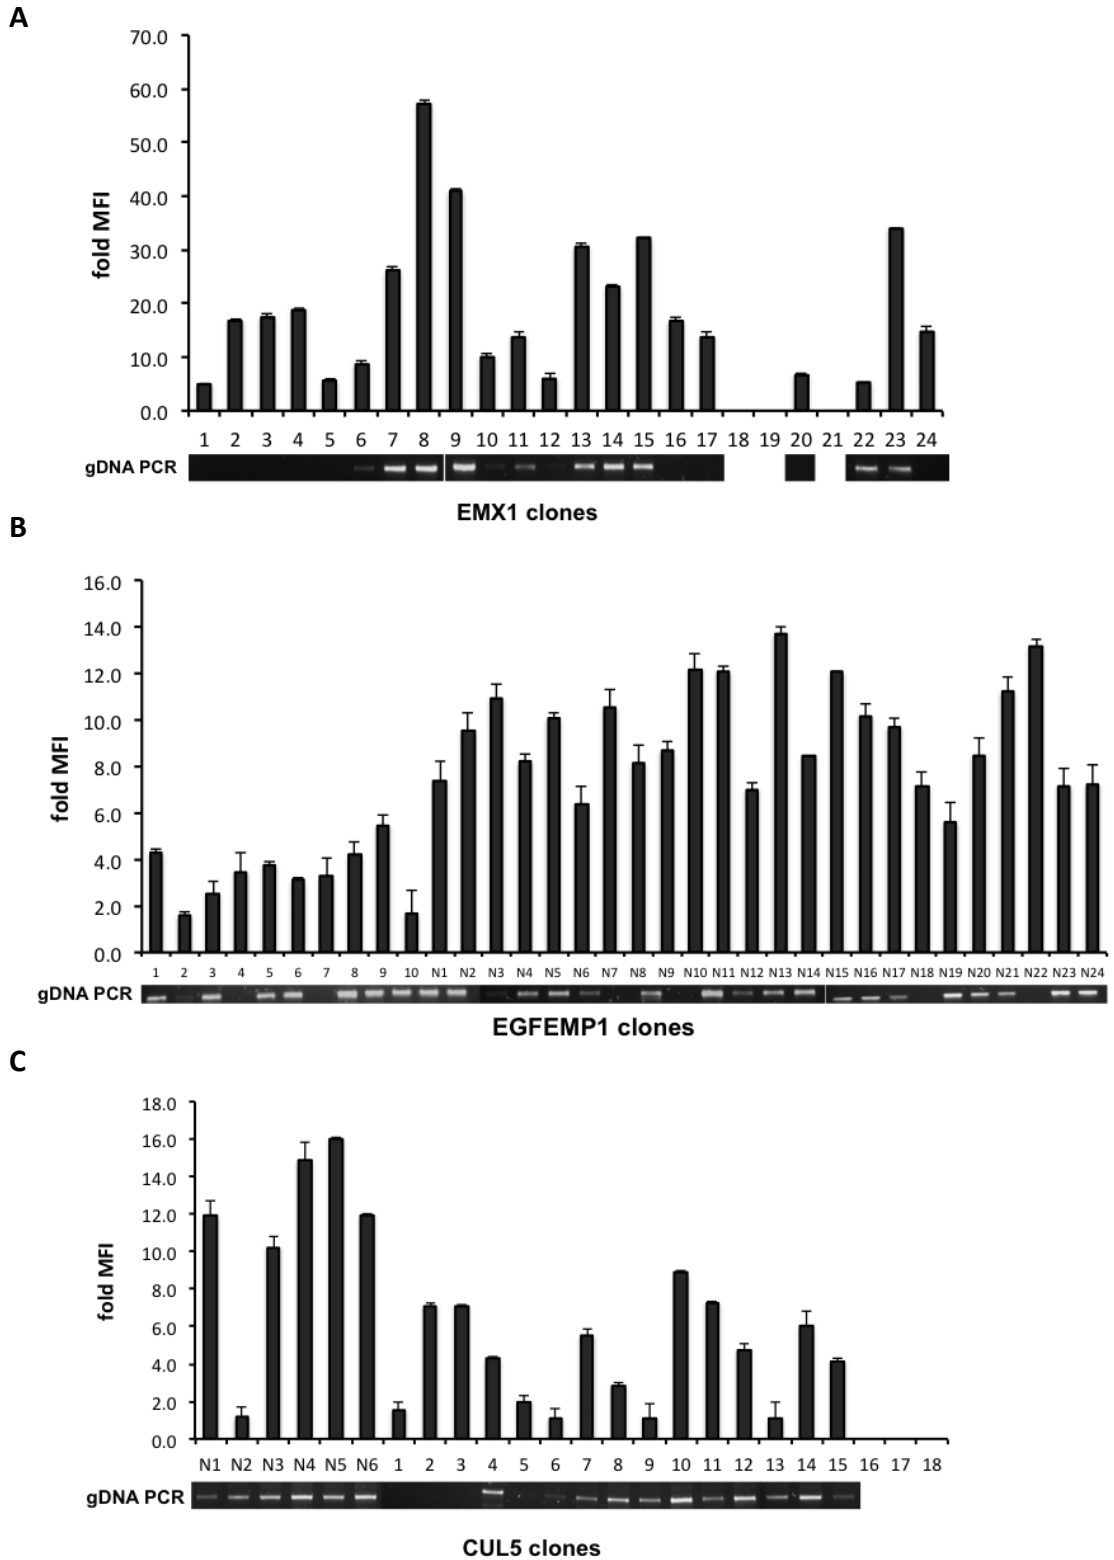 A
70.0
60.0
50.0
40.0
30.0
20.0
10.0
0.0
fold MFI
1 2 3 4 5 6 7 8 9 10 11 12 13 14 15 16 17 18 19 20 21 22 23 24
gDNA PCR
EMX1 clones
B
16.0
14.0
12.0
10.0
8.0
6.0
4.0
2.0
0.0
fold MFI
1 2 3 4 5 6 7 8 9 10 N1 N2 N3 N4 N5 N6 N7 N8 N9 N10 N11 N12 N13 N14 N15 N16 N17 N18 N19 N20 N21 N22 N23 N24
gDNA PCR
EGFEMP1 clones
C
18.0
16.0
14.0
12.0
10.0
8.0
6.0
4.0
2.0
0.0
fold MFI
N1 N2 N3 N4 N5 N6 1 2 3 4 5 6 7 8 9 10 11 12 13 14 15 16 17 18
gDNA PCR
CUL5 clones